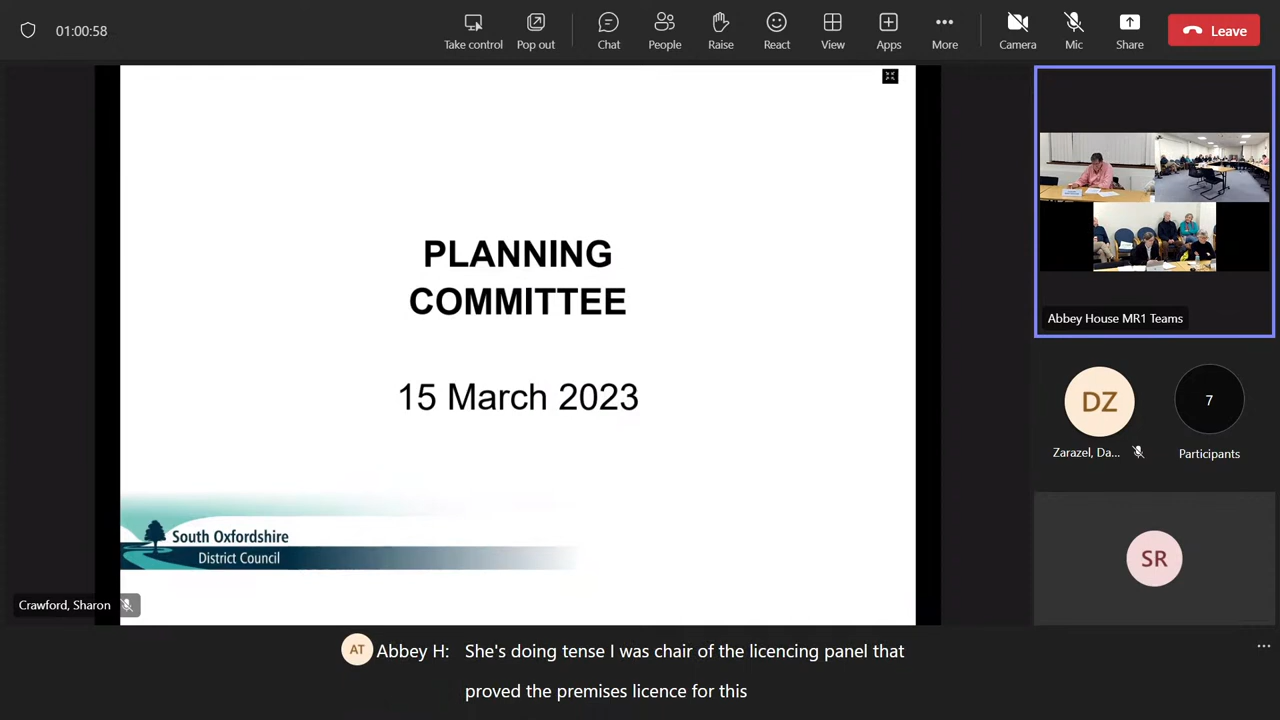 01:00:58
Take control
Pop out
Chat
People
Raise
React
View
Apps
More
Camera
Mic
Share
Leave
PLANNING
COMMITTEE
15 March 2023
South Oxfordshire
District Council
Crawford, Sharon
Abbey House MR1 Teams
DZ
7
Zarazel, Da...
Participants
SR
AT
Abbey H:
She's doing tense I was chair of the licencing panel that
proved the premises licence for this